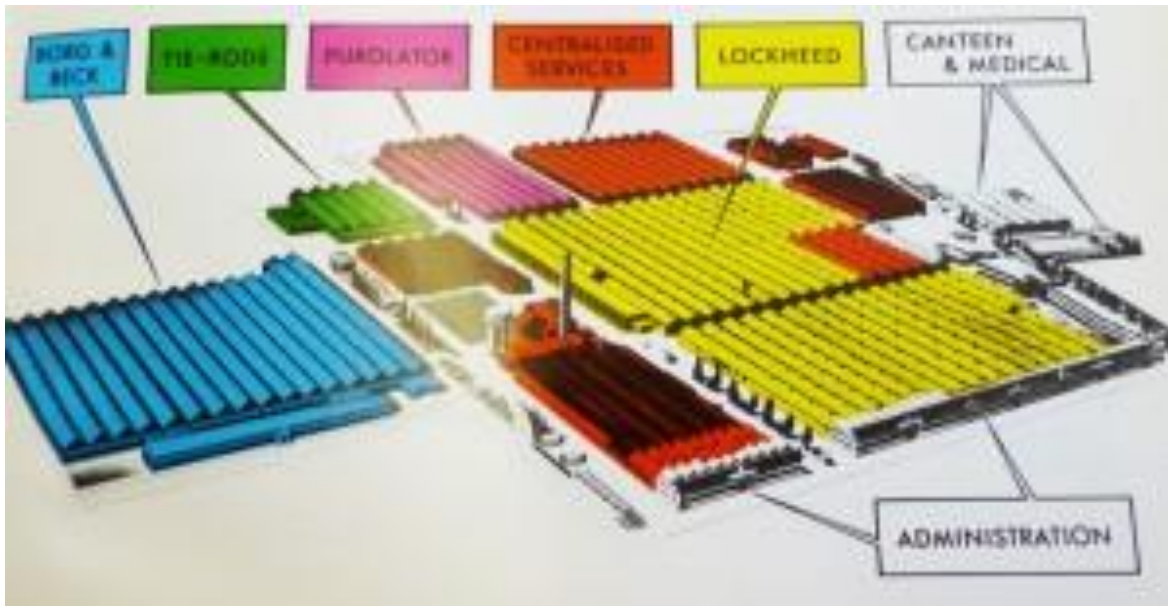 BORG &
BECK
TIE-RODS
PUROLATOR
CENTRALISED
SERVICES
LOCKHEED
CANTEEN
& MEDICAL
ADMINISTRATION